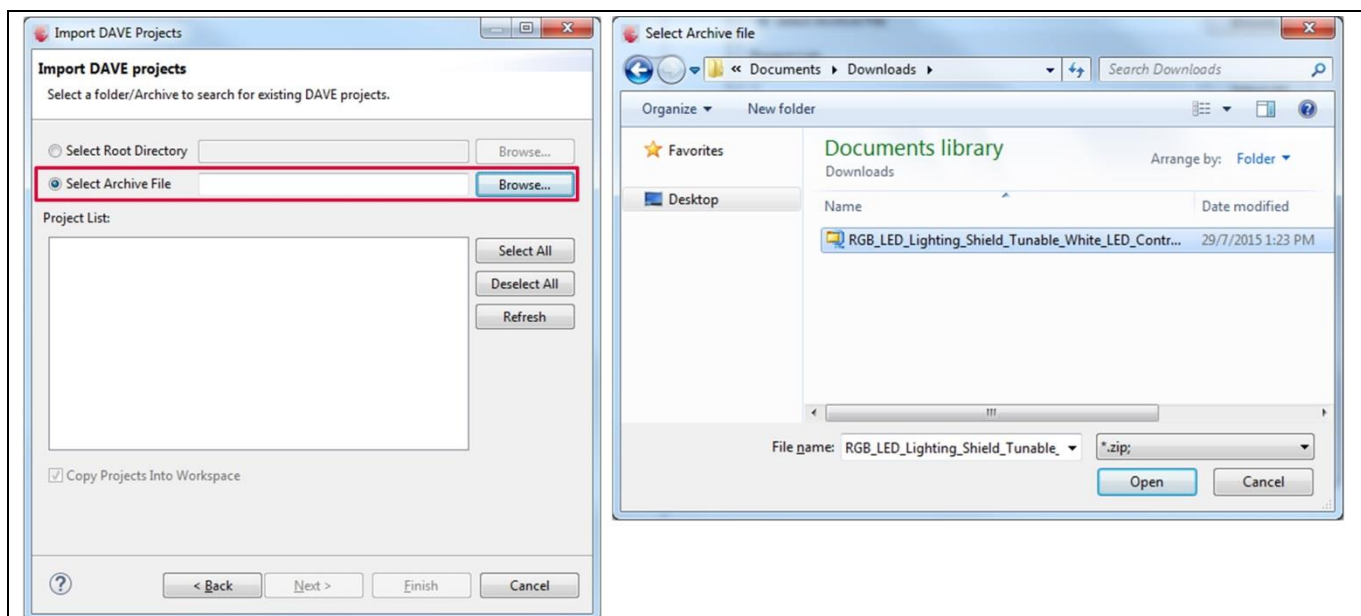 Import DAVE Projects
Import DAVE projects
Select a folder/Archive to search for existing DAVE projects.
Select Root Directory Browse...
Select Archive File Browse...
Project List:
Select All
Deselect All
Refresh
Copy Projects Into Workspace
? < Back Next > Finish Cancel
Select Archive file
« Documents Downloads Search Downloads
Organize New folder
Favorites
Desktop
Documents library
Downloads
Arrange by: Folder
Name Date modified
RGB_LED_Lighting_Shield_Tunable_White_LED_Contr... 29/7/2015 1:23 PM
File name: RGB_LED_Lighting_Shield_Tunable_ *.zip;
Open Cancel